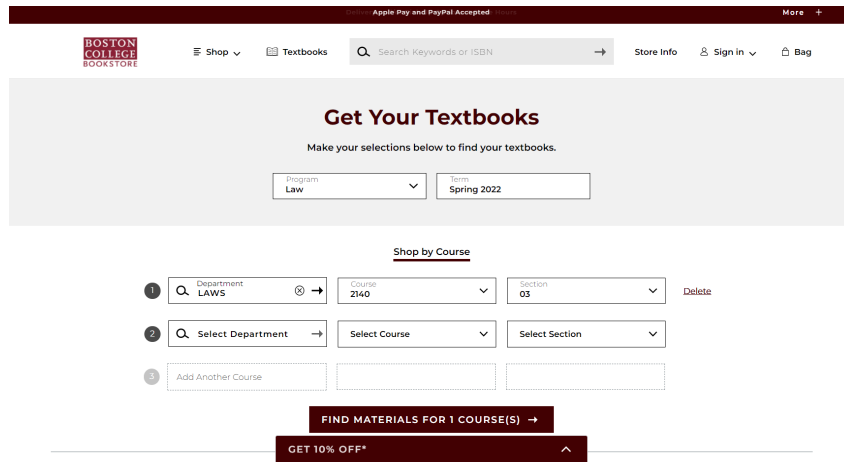 Apple Pay and PayPal Accepted
More +
BOSTON
COLLEGE
BOOKSTORE
Shop
Textbooks
Search Keywords or ISBN
Store Info
Sign in
Bag
Get Your Textbooks
Make your selections below to find your textbooks.
Program
Law
Term
Spring 2022
Shop by Course
1
Department
LAWS
Course
2140
Section
03
Delete
2
Select Department
Select Course
Select Section
3
Add Another Course
FIND MATERIALS FOR 1 COURSE(S) →
GET 10% OFF*